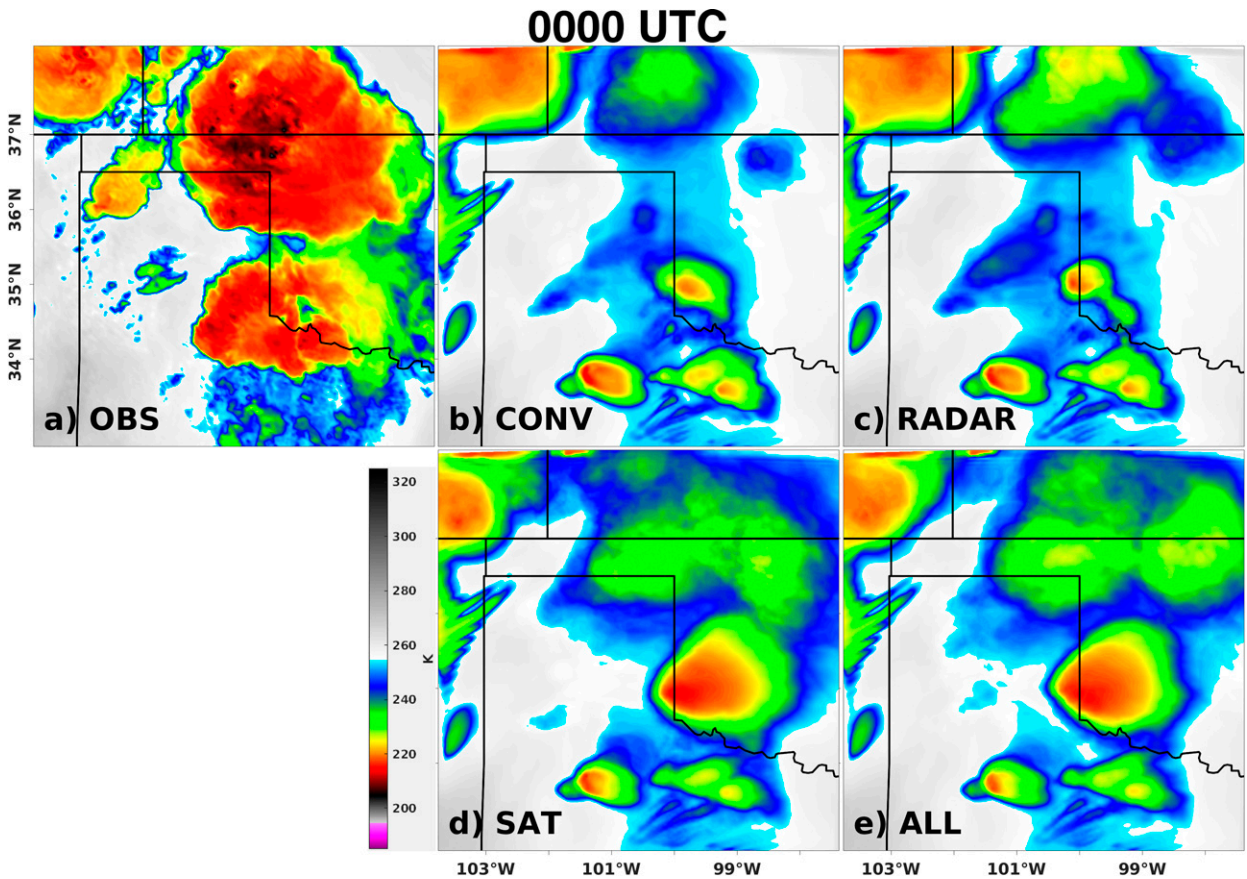 0000 UTC
37°N
36°N
35°N
34°N
a) OBS
b) CONV
c) RADAR
320
300
280
260
240
220
200
K
d) SAT
e) ALL
103°W
101°W
99°W
103°W
101°W
99°W